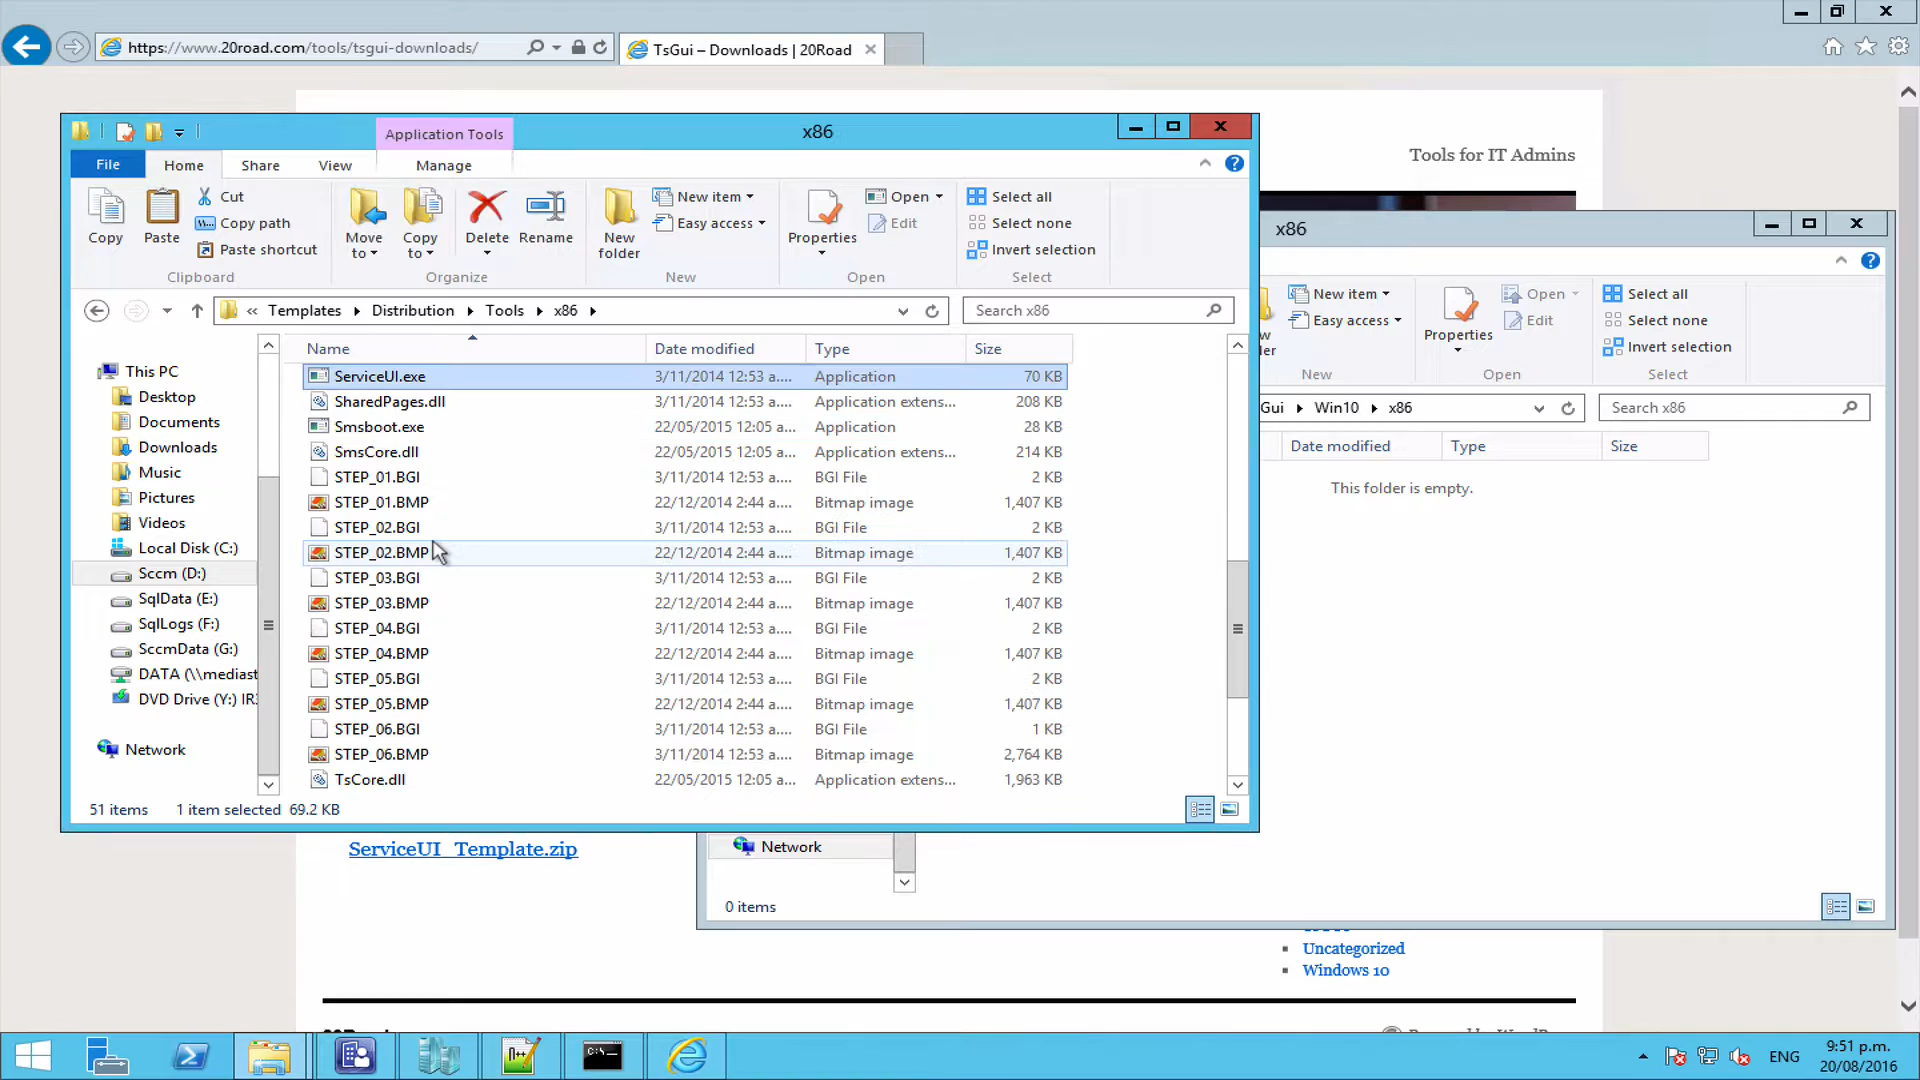 https://www.20road.com/tools/tsgui-downloads/
TsGui – Downloads | 20Road
Tools for IT Admins
Application Tools
x86
File
Home
Share
View
Manage
Copy
Paste
Cut
Copy path
Paste shortcut
Clipboard
Move to
Copy to
Delete
Rename
Organize
New folder
New item
Easy access
New
Properties
Open
Edit
Open
Select all
Select none
Invert selection
Select
« Templates Distribution Tools x86
Search x86
This PC
Desktop
Documents
Downloads
Music
Pictures
Videos
Local Disk (C:)
Sccm (D:)
SqlData (E:)
SqlLogs (F:)
SccmData (G:)
DATA (\\mediast
DVD Drive (Y:) IR
Network
Name Date modified Type Size
ServiceUI.exe 3/11/2014 12:53 a.... Application 70 KB
SharedPages.dll 3/11/2014 12:53 a.... Application extens... 208 KB
Smsboot.exe 22/05/2015 12:05 a... Application 28 KB
SmsCore.dll 22/05/2015 12:05 a... Application extens... 214 KB
STEP_01.BGI 3/11/2014 12:53 a.... BGI File 2 KB
STEP_01.BMP 22/12/2014 2:44 a.... Bitmap image 1,407 KB
STEP_02.BGI 3/11/2014 12:53 a.... BGI File 2 KB
STEP_02.BMP 22/12/2014 2:44 a.... Bitmap image 1,407 KB
STEP_03.BGI 3/11/2014 12:53 a.... BGI File 2 KB
STEP_03.BMP 22/12/2014 2:44 a.... Bitmap image 1,407 KB
STEP_04.BGI 3/11/2014 12:53 a.... BGI File 2 KB
STEP_04.BMP 22/12/2014 2:44 a.... Bitmap image 1,407 KB
STEP_05.BGI 3/11/2014 12:53 a.... BGI File 2 KB
STEP_05.BMP 22/12/2014 2:44 a.... Bitmap image 1,407 KB
STEP_06.BGI 3/11/2014 12:53 a.... BGI File 1 KB
STEP_06.BMP 3/11/2014 12:53 a.... Bitmap image 2,764 KB
TsCore.dll 22/05/2015 12:05 a... Application extens... 1,963 KB
51 items 1 item selected 69.2 KB
x86
New item
Easy access
New
Properties
Open
Edit
Open
Select all
Select none
Invert selection
Select
Gui Win10 x86
Search x86
Date modified Type Size
This folder is empty.
Network
0 items
ServiceUI_Template.zip
Uncategorized
Windows 10
ENG
9:51 p.m.
20/08/2016